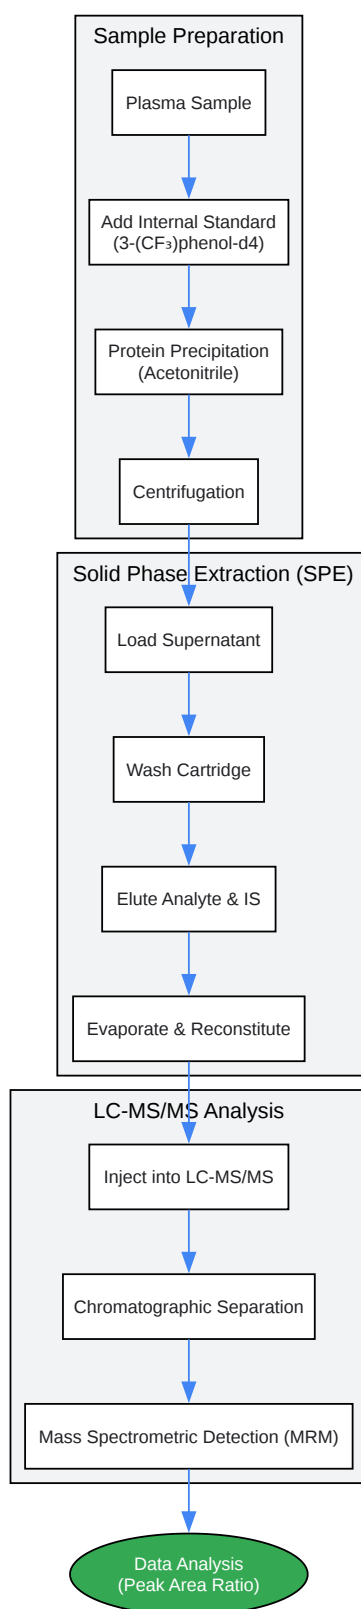 Sample Preparation
Plasma Sample
Add Internal Standard
(3-(CF₃)phenol-d4)
Protein Precipitation
(Acetonitrile)
Centrifugation
Solid Phase Extraction (SPE)
Load Supernatant
Wash Cartridge
Elute Analyte & IS
Evaporate & Reconstitute
LC-MS/MS Analysis
Inject into LC-MS/MS
Chromatographic Separation
Mass Spectrometric Detection (MRM)
Data Analysis
(Peak Area Ratio)